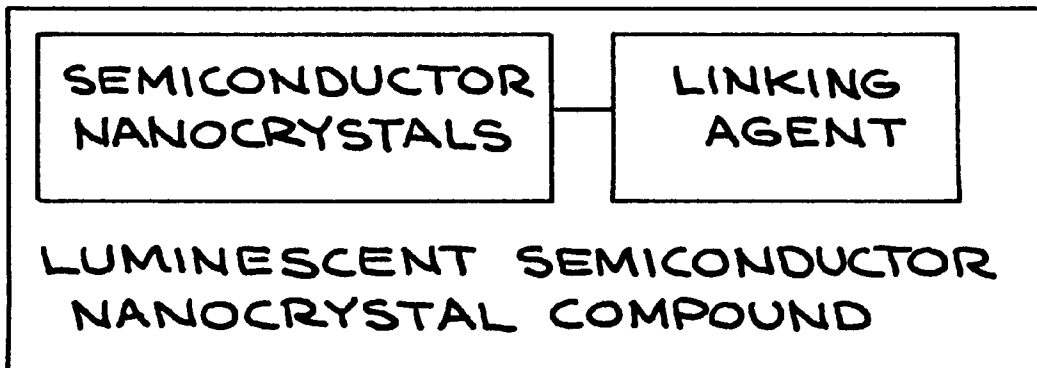 SEMICONDUCTOR
NANOCRYSTALS
LINKING
AGENT
LUMINESCENT SEMICONDUCTOR
NANOCRYSTAL COMPOUND